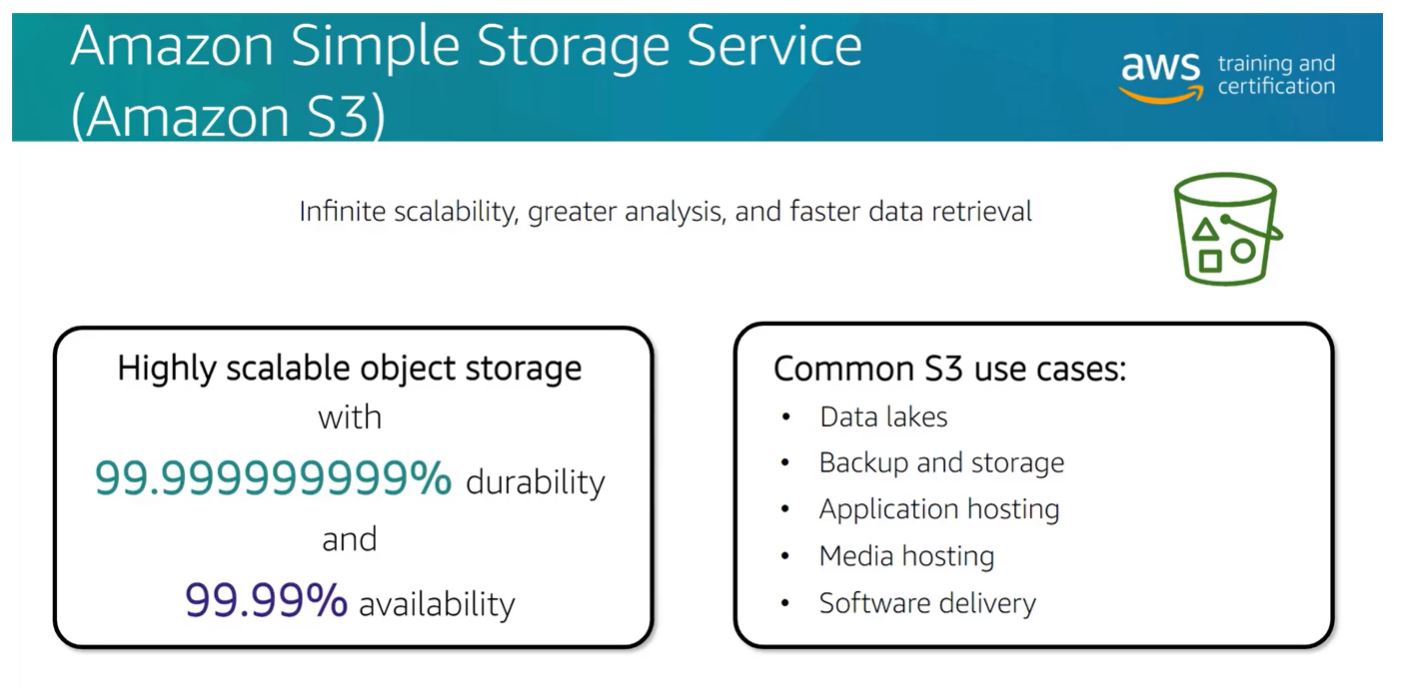 Amazon Simple Storage Service
(Amazon S3)
aws training and
certification
Infinite scalability, greater analysis, and faster data retrieval
Highly scalable object storage
with
99.999999999% durability
and
99.99% availability
Common S3 use cases:
• Data lakes
• Backup and storage
• Application hosting
• Media hosting
• Software delivery